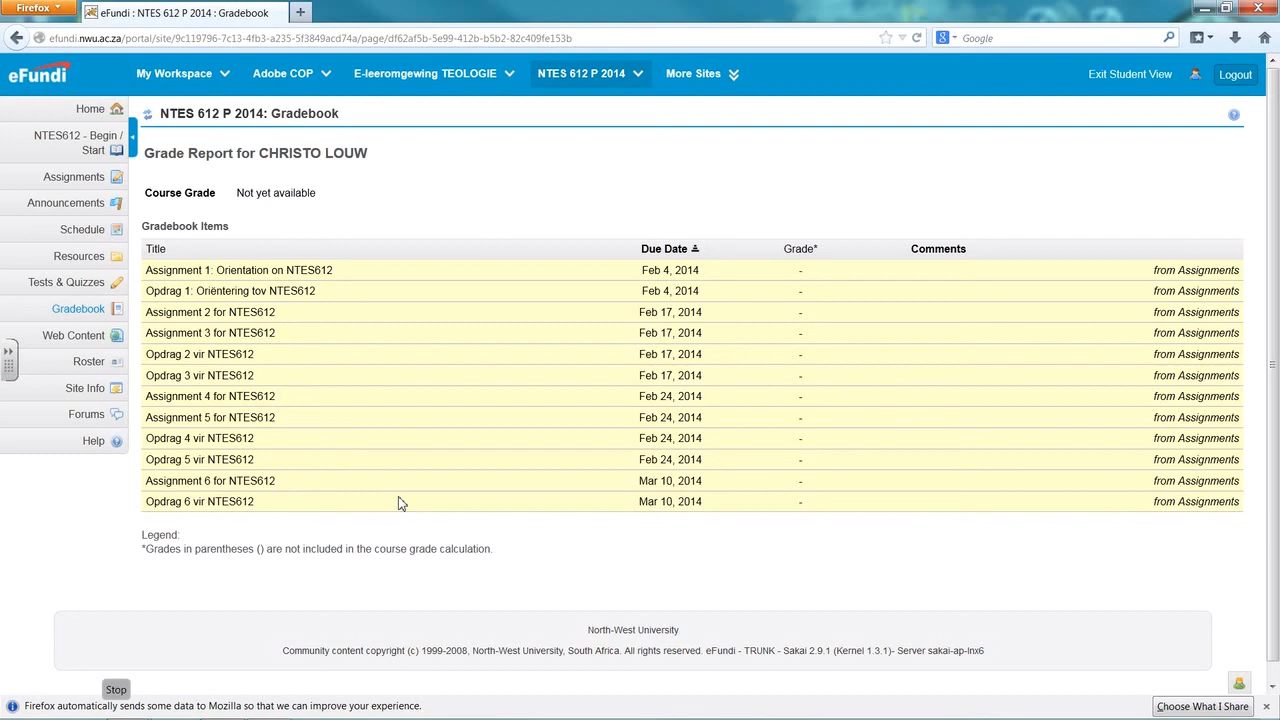 Firefox
eFundi : NTES 612 P 2014 : Gradebook
efundi.nwu.ac.za/portal/site/9c119796-7c13-4fb3-a235-5f3849acd74a/page/df62af5b-5e99-412b-b5b2-82c409fe153b
Google
eFundi
My Workspace
Adobe COP
E-leeromgewing TEOLOGIE
NTES 612 P 2014
More Sites
Exit Student View
Logout
Home
NTES612 - Begin /
Start
Assignments
Announcements
Schedule
Resources
Tests & Quizzes
Gradebook
Web Content
Roster
Site Info
Forums
Help
NTES 612 P 2014: Gradebook
Grade Report for CHRISTO LOUW
Course Grade Not yet available
Gradebook Items
Title Due Date Grade* Comments
Assignment 1: Orientation on NTES612 Feb 4, 2014 - from Assignments
Opdrag 1: Oriëntering tov NTES612 Feb 4, 2014 - from Assignments
Assignment 2 for NTES612 Feb 17, 2014 - from Assignments
Assignment 3 for NTES612 Feb 17, 2014 - from Assignments
Opdrag 2 vir NTES612 Feb 17, 2014 - from Assignments
Opdrag 3 vir NTES612 Feb 17, 2014 - from Assignments
Assignment 4 for NTES612 Feb 24, 2014 - from Assignments
Assignment 5 for NTES612 Feb 24, 2014 - from Assignments
Opdrag 4 vir NTES612 Feb 24, 2014 - from Assignments
Opdrag 5 vir NTES612 Feb 24, 2014 - from Assignments
Assignment 6 for NTES612 Mar 10, 2014 - from Assignments
Opdrag 6 vir NTES612 Mar 10, 2014 - from Assignments
Legend:
*Grades in parentheses () are not included in the course grade calculation.
North-West University
Community content copyright (c) 1999-2008, North-West University, South Africa. All rights reserved. eFundi - TRUNK - Sakai 2.9.1 (Kernel 1.3.1)- Server sakai-ap-lnx6
Stop
Firefox automatically sends some data to Mozilla so that we can improve your experience.
Choose What I Share